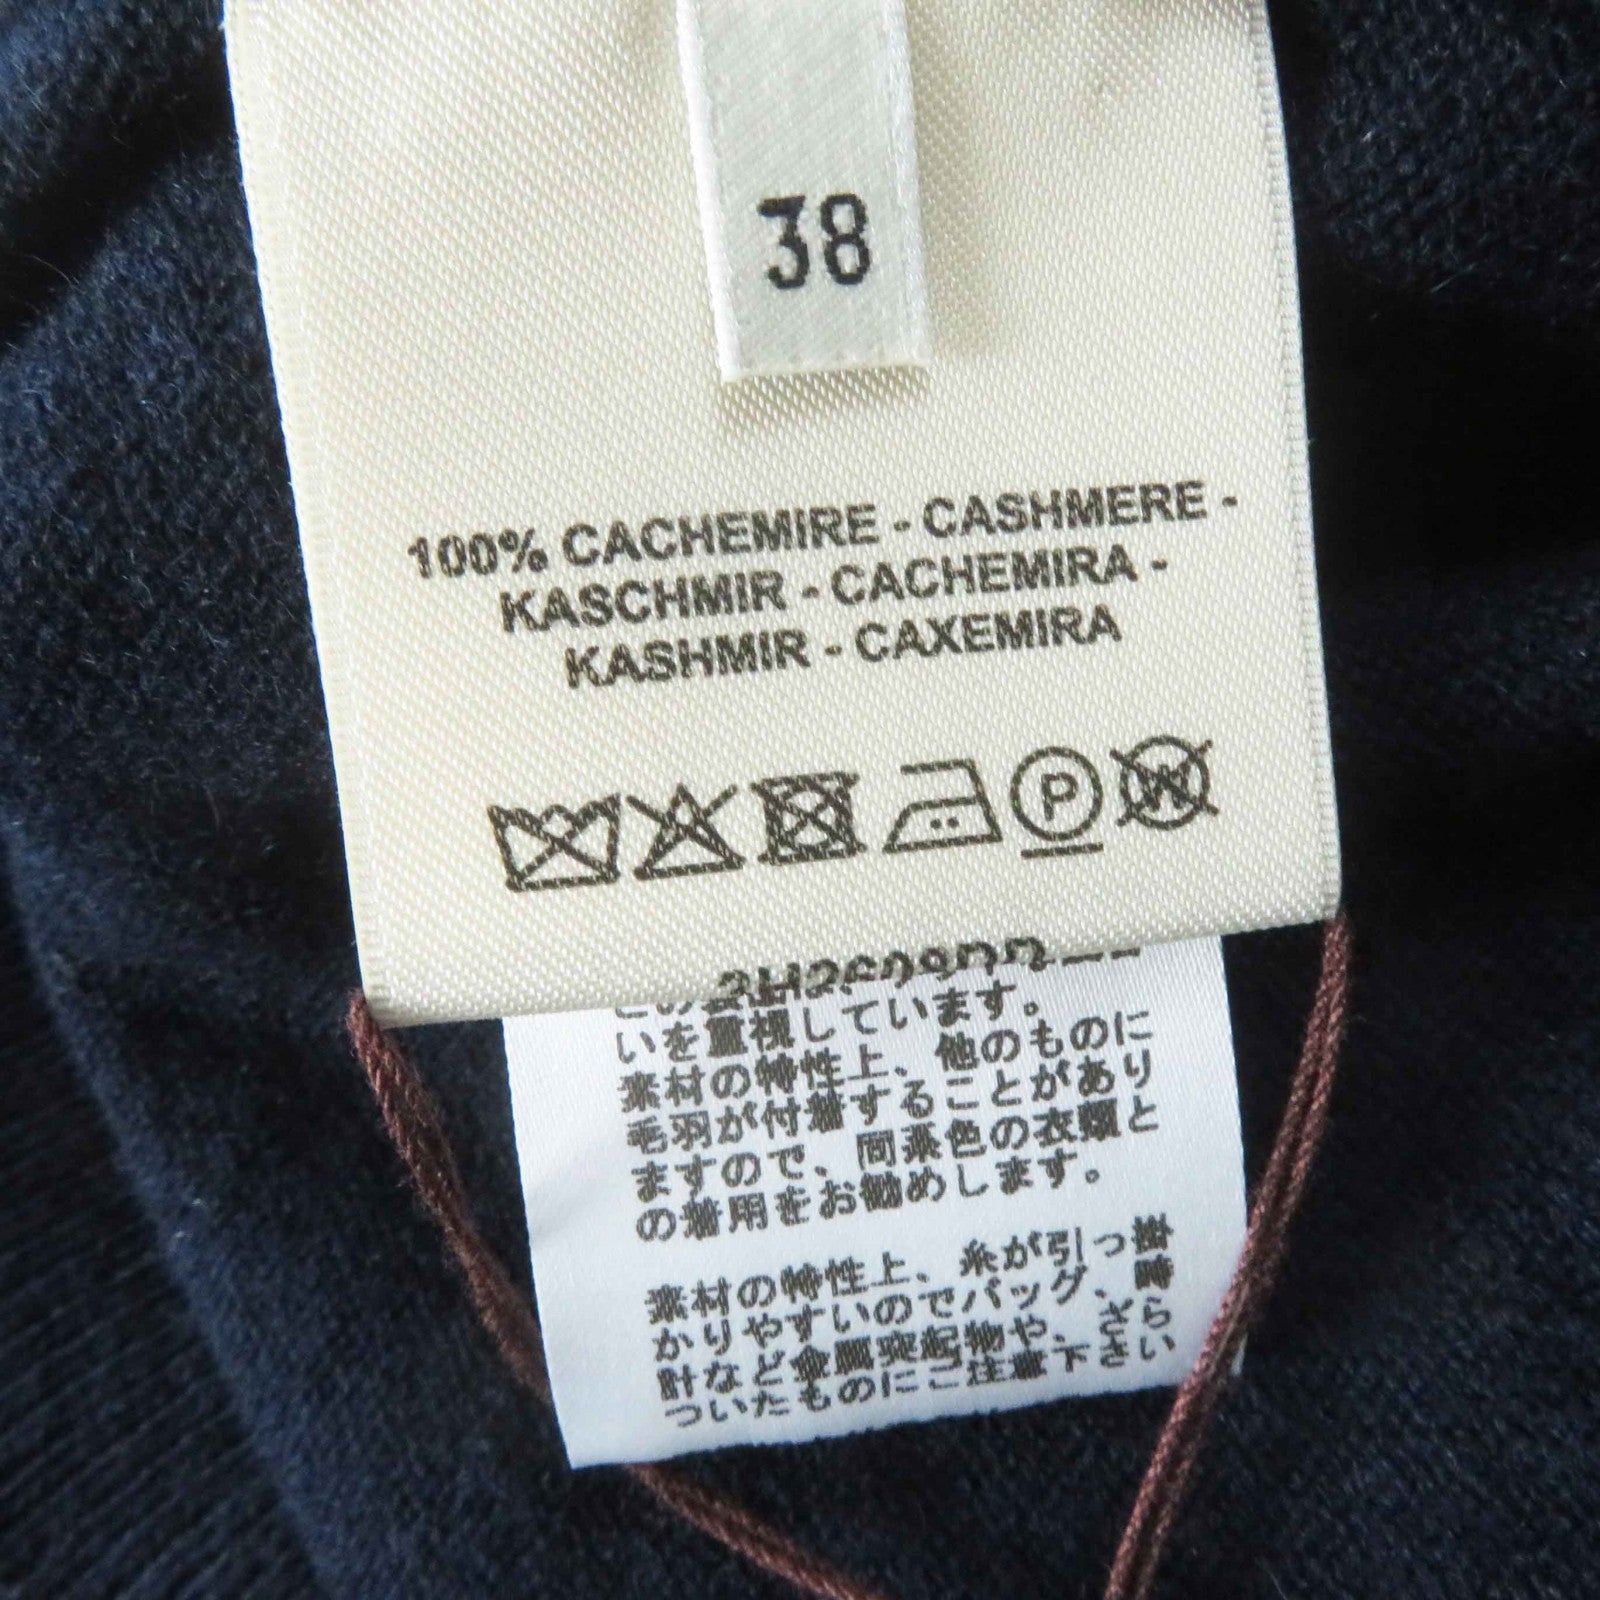 38
100% CACHEMIRE - CASHMERE -
KASCHMIR - CACHEMIRA -
KASHMIR - CAXEMIRA
P
W
いを重視しています。
素材の特性上、他のものに
毛羽が付着することがあり
ますので、同系色の衣類と
の着用をお勧めします。
素材の特性上、糸が引っ掛
かりやすいのでバッグ、時
計など金属突起物や、ざら
ついたものにご注意下さい